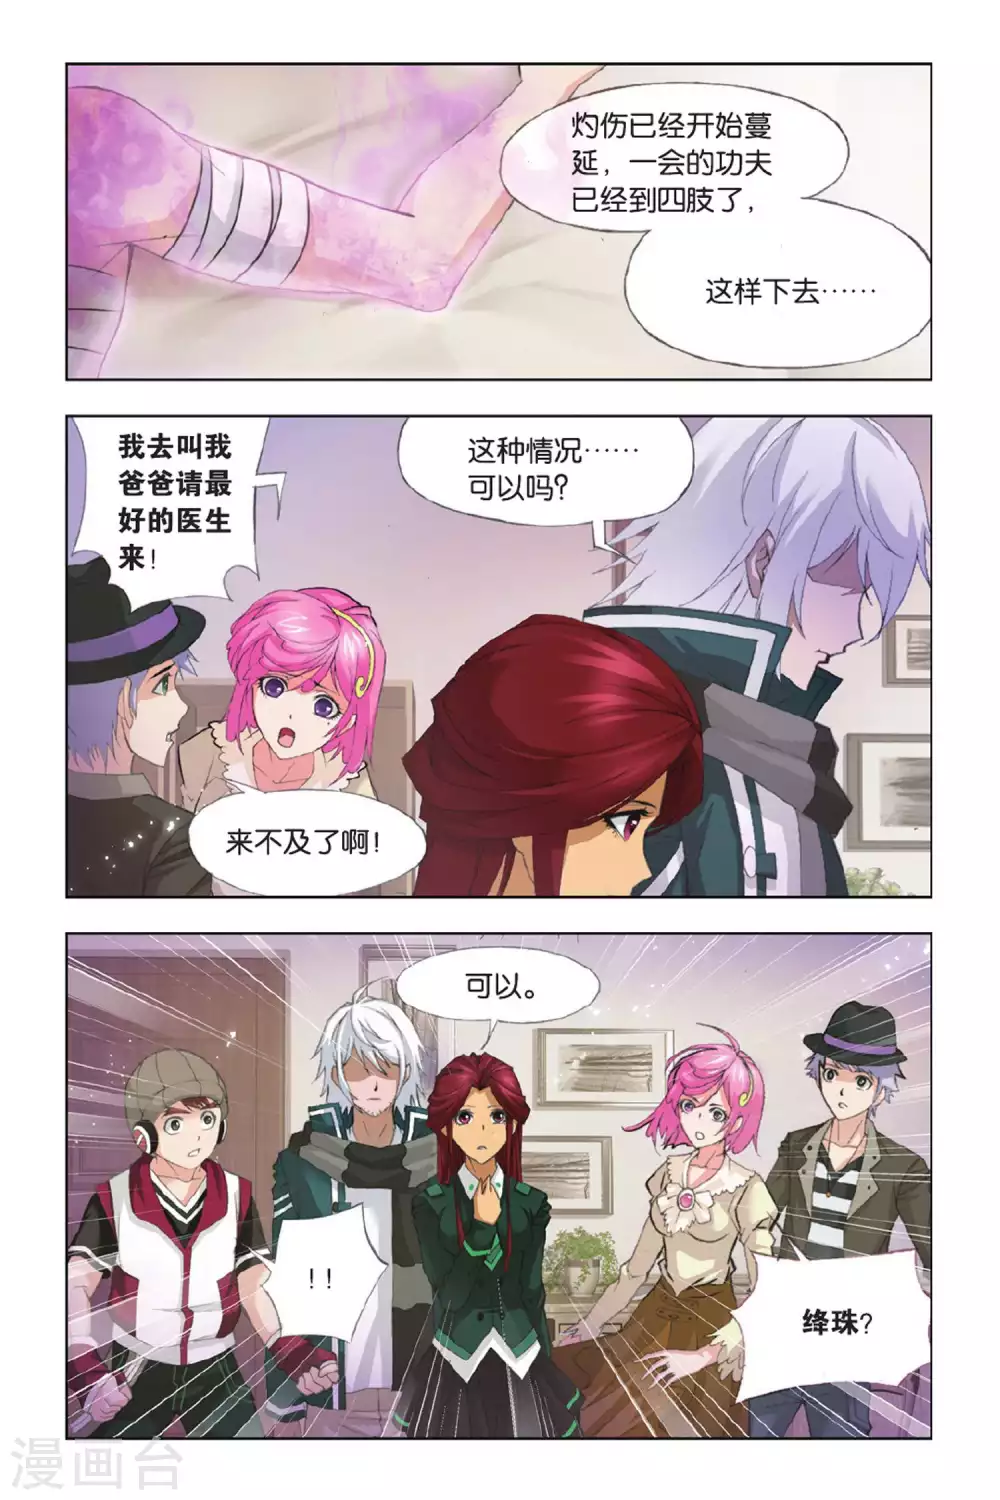 灼伤已经开始蔓
延，一会的功夫
已经到四肢了，
这样下去……
我去叫我
爸爸请最
好的医生
来！
这种情况……
可以吗？
来不及了啊！
可以。
！！
绛珠？
漫画台